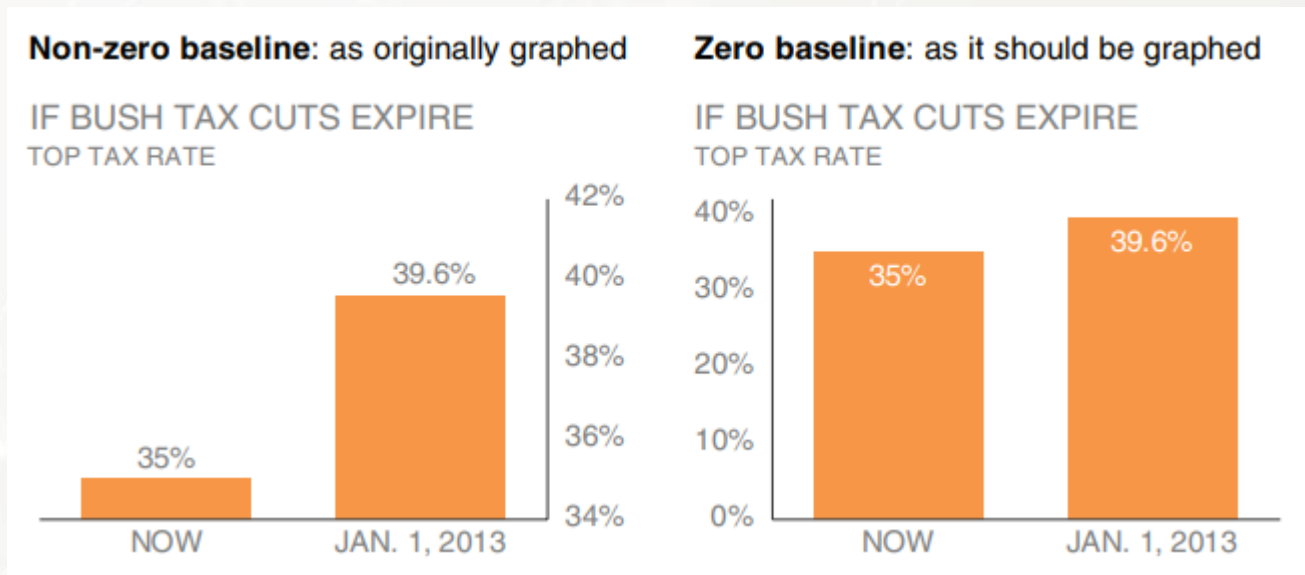 Non-zero baseline: as originally graphed
IF BUSH TAX CUTS EXPIRE
TOP TAX RATE
42%
40%
38%
36%
34%
35%
39.6%
NOW
JAN. 1, 2013
Zero baseline: as it should be graphed
IF BUSH TAX CUTS EXPIRE
TOP TAX RATE
40%
30%
20%
10%
0%
35%
39.6%
NOW
JAN. 1, 2013